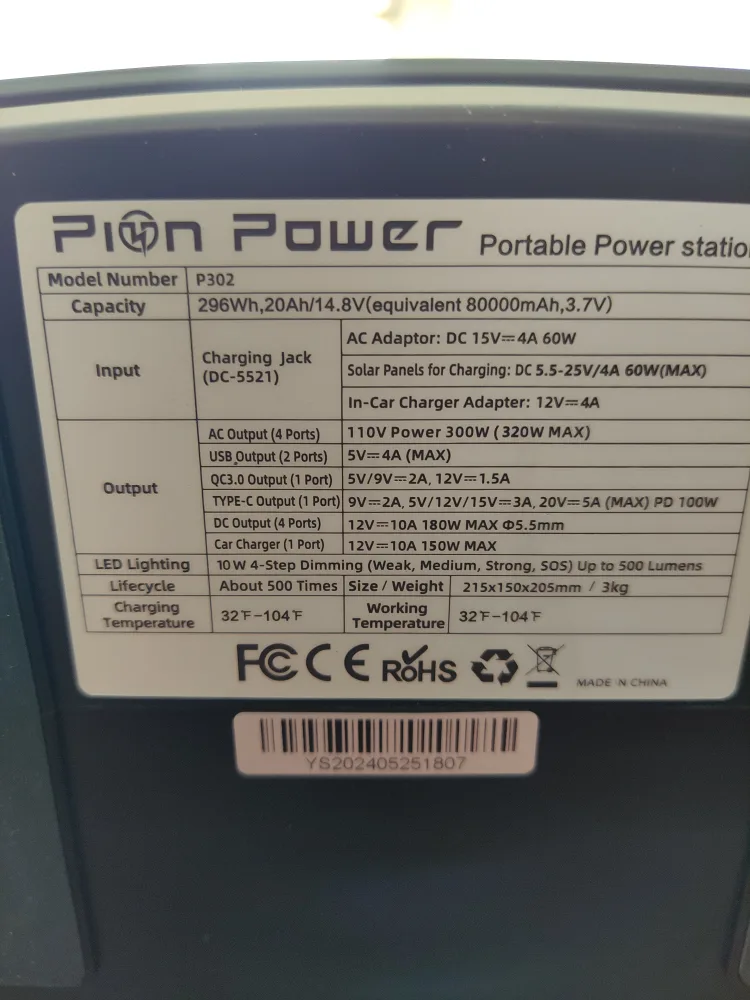 Pion Power Portable Power statio
Model Number P302
Capacity 296Wh,20Ah/14.8V(equivalent 80000mAh,3.7V)
Input Charging Jack (DC-5521)
AC Adaptor: DC 15V⎓4A 60W
Solar Panels for Charging: DC 5.5-25V/4A 60W(MAX)
In-Car Charger Adapter: 12V⎓4A
Output
AC Output (4 Ports) 110V Power 300W (320W MAX)
USB Output (2 Ports) 5V⎓4A (MAX)
QC3.0 Output (1 Port) 5V/9V⎓2A, 12V⎓1.5A
TYPE-C Output (1 Port) 9V⎓2A, 5V/12V/15V⎓3A, 20V⎓5A (MAX) PD 100W
DC Output (4 Ports) 12V⎓10A 180W MAX Φ5.5mm
Car Charger (1 Port) 12V⎓10A 150W MAX
LED Lighting 10W 4-Step Dimming (Weak, Medium, Strong, SOS) Up to 500 Lumens
Lifecycle About 500 Times Size / Weight 215x150x205mm / 3kg
Charging Temperature 32℉-104℉ Working Temperature 32℉-104℉
FC CE RoHS
MADE IN CHINA
YS202405251807